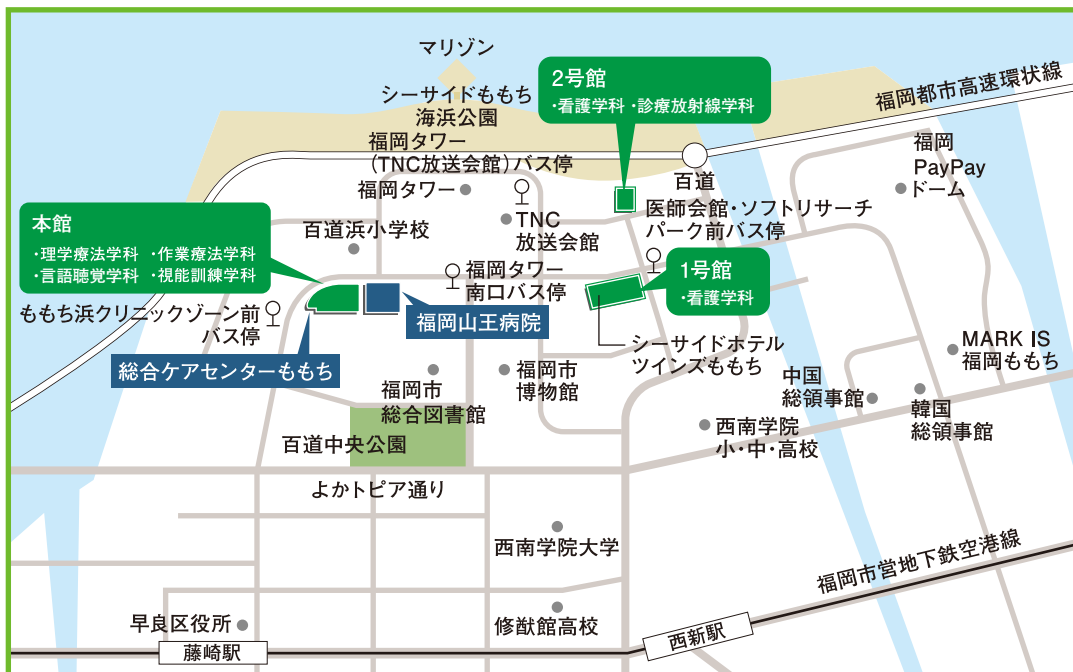 マリゾン
シーサイドももち
海浜公園
2号館
・看護学科 ・診療放射線学科
福岡都市高速環状線
福岡タワー
(TNC放送会館)バス停
福岡タワー
百道
福岡
PayPay
ドーム
本館
・理学療法学科 ・作業療法学科
・言語聴覚学科 ・視能訓練学科
百道浜小学校
TNC
放送会館
医師会館・ソフトリサーチ
パーク前バス停
福岡タワー
南口バス停
1号館
・看護学科
ももち浜クリニックゾーン前
バス停
福岡山王病院
総合ケアセンターももち
シーサイドホテル
ツインズももち
MARK IS
福岡ももち
福岡市
総合図書館
福岡市
博物館
中国
総領事館
韓国
総領事館
西南学院
小・中・高校
百道中央公園
よかトピア通り
西南学院大学
福岡市営地下鉄空港線
早良区役所
修猷館高校
藤崎駅
西新駅